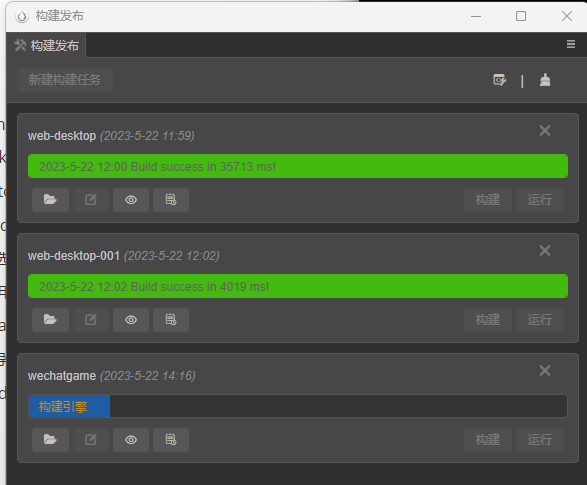 构建发布
构建发布
新建构建任务
web-desktop (2023-5-22 11:59)
2023-5-22 12:00 Build success in 35713 ms!
构建 运行
web-desktop-001 (2023-5-22 12:02)
2023-5-22 12:02 Build success in 4019 ms!
构建 运行
wechatgame (2023-5-22 14:16)
构建引擎
构建 运行